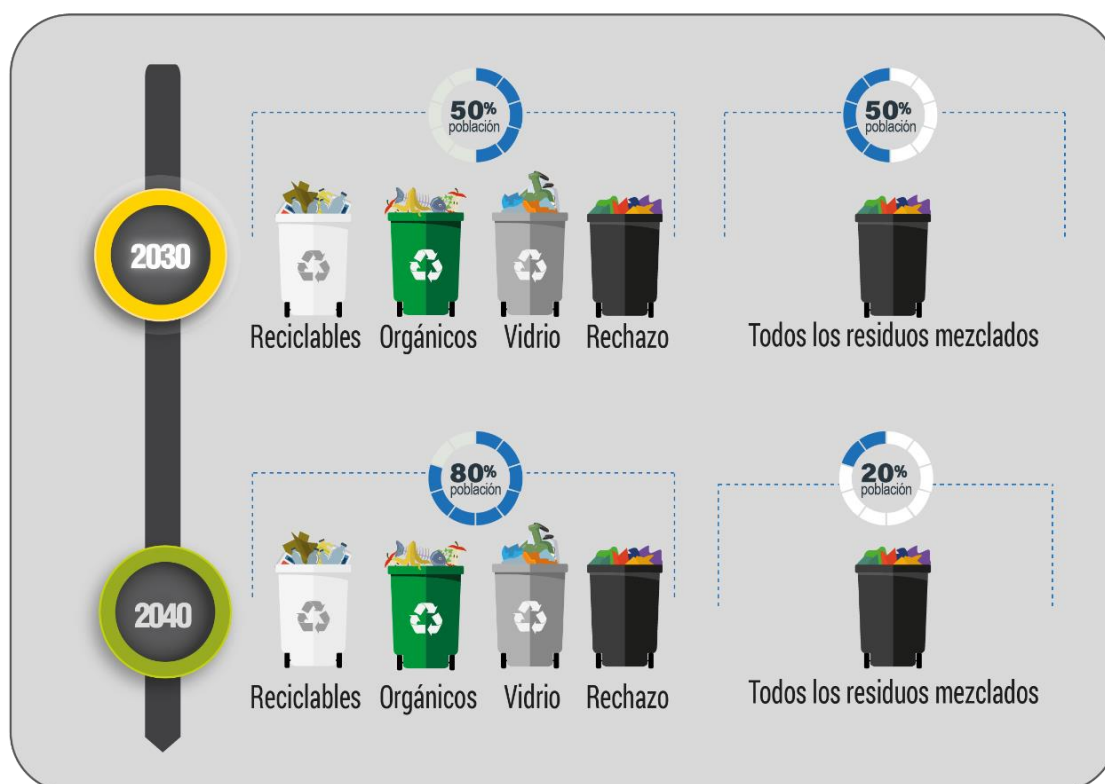 50%
población
50%
población
2030
Reciclables Orgánicos Vidrio Rechazo
Todos los residuos mezclados
80%
población
20%
población
2040
Reciclables Orgánicos Vidrio Rechazo
Todos los residuos mezclados